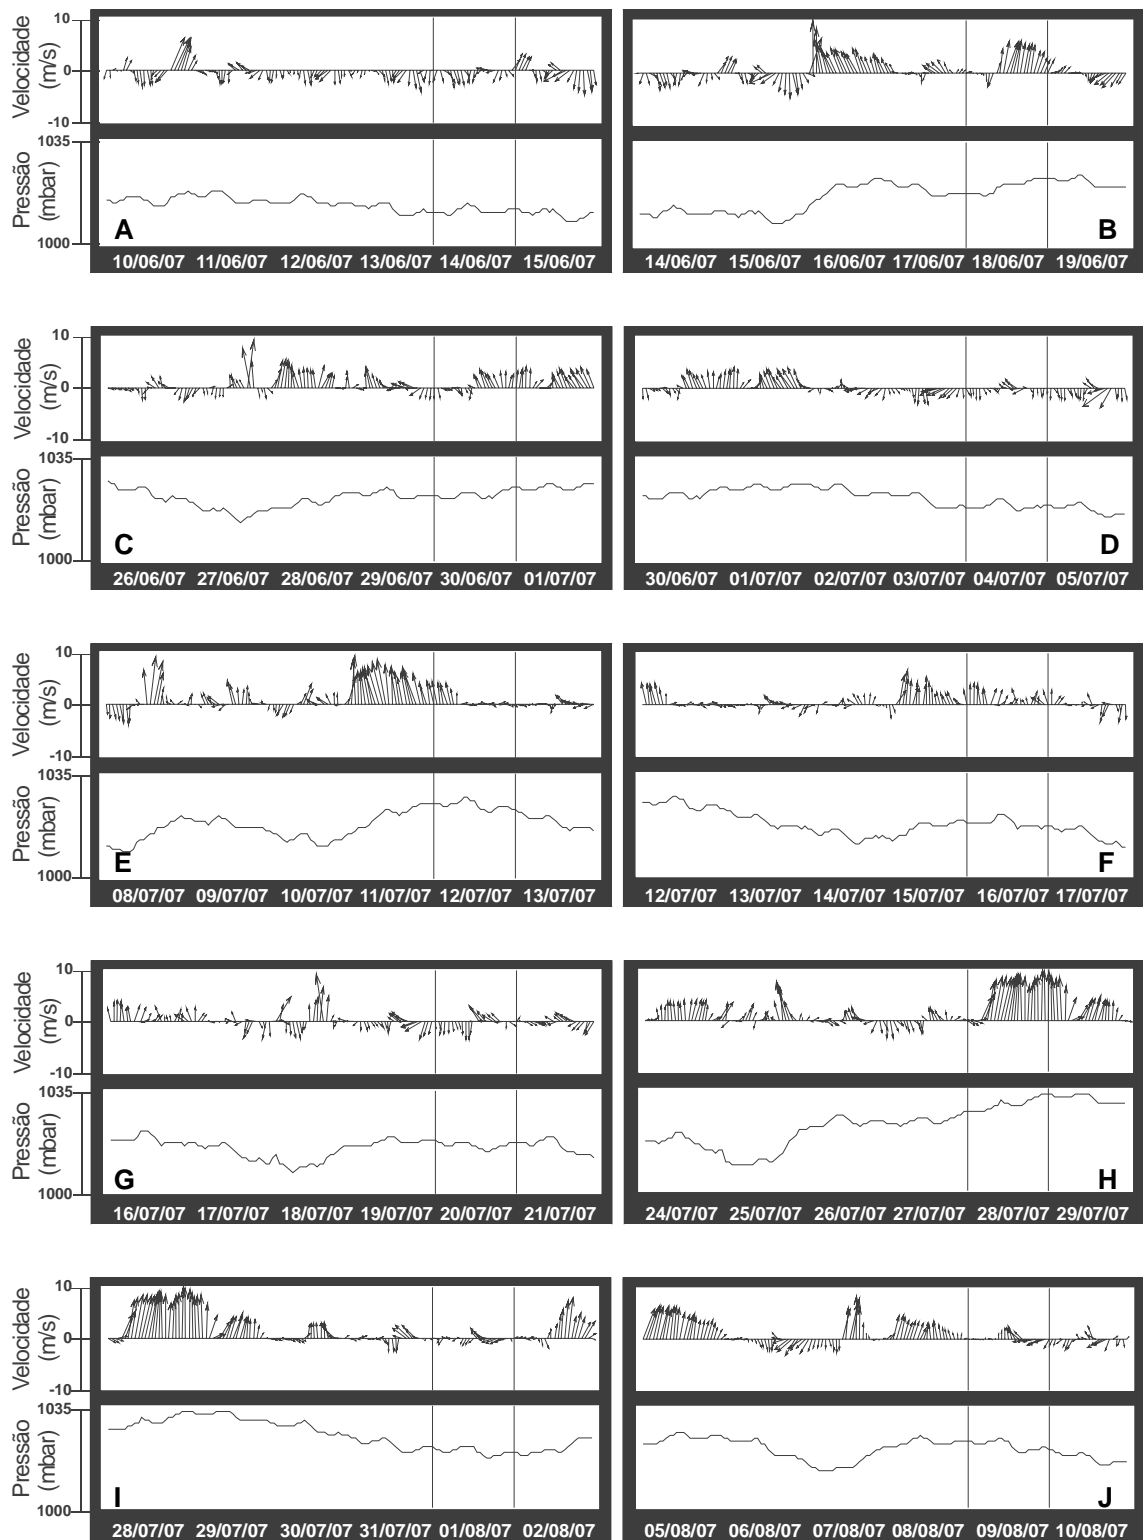 10
Velocidade
(m/s)
0
-10
1035
Pressão
(mbar)
1000
A
B
10/06/07 11/06/07 12/06/07 13/06/07 14/06/07 15/06/07
14/06/07 15/06/07 16/06/07 17/06/07 18/06/07 19/06/07
10
Velocidade
(m/s)
0
-10
1035
Pressão
(mbar)
1000
C
D
26/06/07 27/06/07 28/06/07 29/06/07 30/06/07 01/07/07
30/06/07 01/07/07 02/07/07 03/07/07 04/07/07 05/07/07
10
Velocidade
(m/s)
0
-10
1035
Pressão
(mbar)
1000
E
F
08/07/07 09/07/07 10/07/07 11/07/07 12/07/07 13/07/07
12/07/07 13/07/07 14/07/07 15/07/07 16/07/07 17/07/07
10
Velocidade
(m/s)
0
-10
1035
Pressão
(mbar)
1000
G
H
16/07/07 17/07/07 18/07/07 19/07/07 20/07/07 21/07/07
24/07/07 25/07/07 26/07/07 27/07/07 28/07/07 29/07/07
10
Velocidade
(m/s)
0
-10
1035
Pressão
(mbar)
1000
I
J
28/07/07 29/07/07 30/07/07 31/07/07 01/08/07 02/08/07
05/08/07 06/08/07 07/08/07 08/08/07 09/08/07 10/08/07